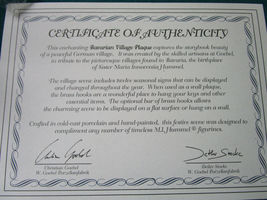 CERTIFICATE OF AUTHENTICITY
This enchanting Bavarian Village Plaque captures the storybook beauty
of a peaceful German village. It was created by the skilled artisans at Goebel
in tribute to the picturesque villages found in Bavaria, the birthplace
of Sister Maria Innocentia Hummel.
The village scene includes twelve seasonal signs that can be displayed
and changed throughout the year. When used as a wall plaque,
the brass hooks are a wonderful place to hang your keys and other
essential items. The optional bar of brass hooks allows
the charming scene to be displayed on a flat surface or hung on a wall.
Crafted in cold-cast porcelain and hand-painted, this festive scene was designed to
compliment any number of timeless M.I. Hummel® figurines.
Christian Goebel
W. Goebel Porzellanfabrik
W. Goebel Porzellanfabrik